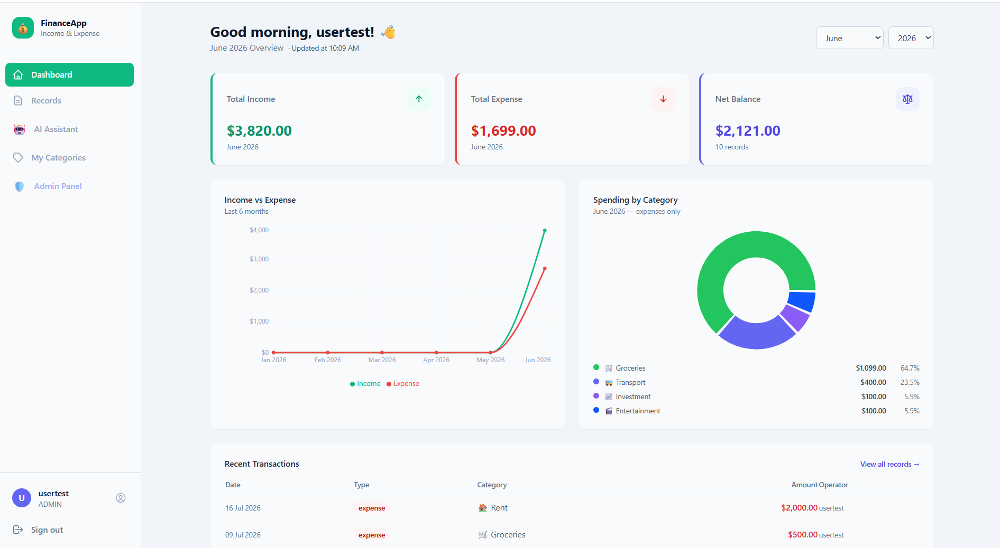 FinanceApp
Income & Expense
Dashboard
Records
AI Assistant
My Categories
Admin Panel
U
usertest
ADMIN
Sign out
Good morning, usertest! 👋
June 2026 Overview · Updated at 10:09 AM
June
2026
Total Income
$3,820.00
June 2026
Total Expense
$1,699.00
June 2026
Net Balance
$2,121.00
10 records
Income vs Expense
Last 6 months
$4,000
$3,000
$2,000
$1,000
$0
Jan 2026 Feb 2026 Mar 2026 Apr 2026 May 2026 Jun 2026
Income Expense
Spending by Category
June 2026 — expenses only
Groceries $1,099.00 64.7%
Transport $400.00 23.5%
Investment $100.00 5.9%
Entertainment $100.00 5.9%
Recent Transactions
View all records →
Date Type Category Amount Operator
16 Jul 2026 expense Rent $2,000.00 usertest
09 Jul 2026 expense Groceries $500.00 usertest